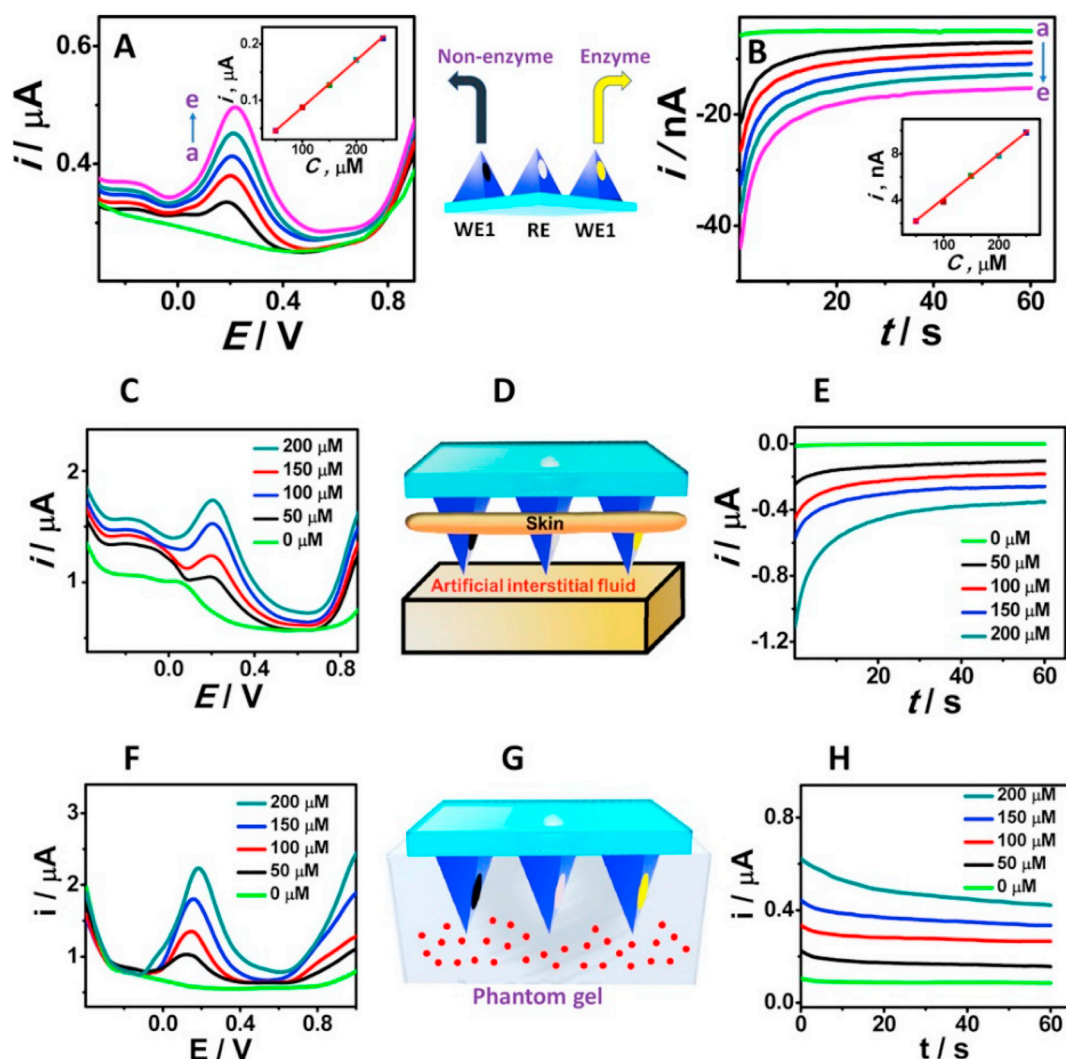 A
0.6
0.4
i / μA
0.0
0.4
0.8
E / V
e
a
0.2
0.1
i, μA
100
200
C , μM
Non-enzyme
Enzyme
WE1
RE
WE1
B
a
e
-20
-40
i / nA
20
40
60
t / s
8
4
i , nA
100
200
C , μM
C
200 μM
150 μM
100 μM
50 μM
0 μM
2
1
i / μA
0.0
0.4
0.8
E / V
D
Skin
Artificial interstitial fluid
E
0.0
-0.4
-0.8
-1.2
i / μA
0 μM
50 μM
100 μM
150 μM
200 μM
20
40
60
t / s
F
200 μM
150 μM
100 μM
50 μM
0 μM
3
2
1
i / μA
0.0
0.4
0.8
E / V
G
Phantom gel
H
200 μM
150 μM
100 μM
50 μM
0 μM
0.8
0.4
0.0
i / μA
0
20
40
60
t / s